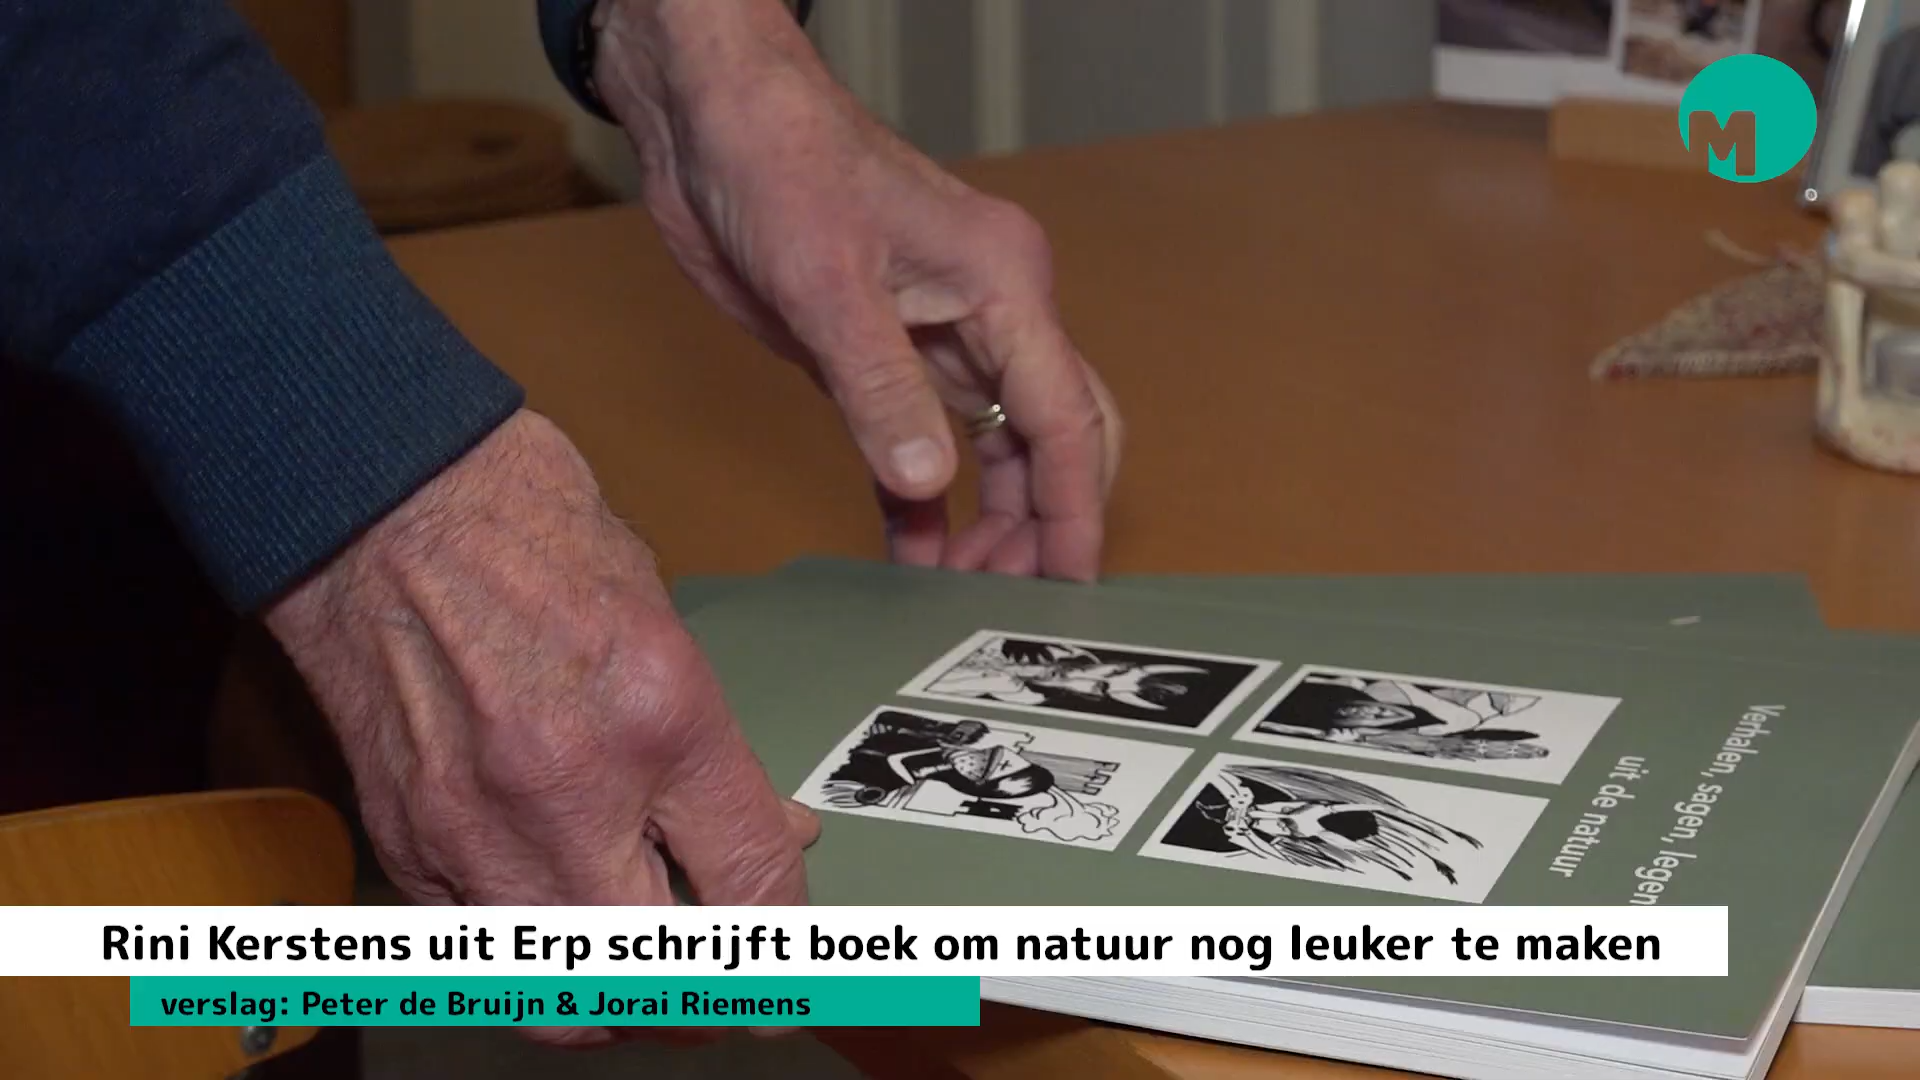 M
Verhalen, sagen, legen
uit de natuur
Rini Kerstens uit Erp schrijft boek om natuur nog leuker te maken
verslag: Peter de Bruijn & Jorai Riemens